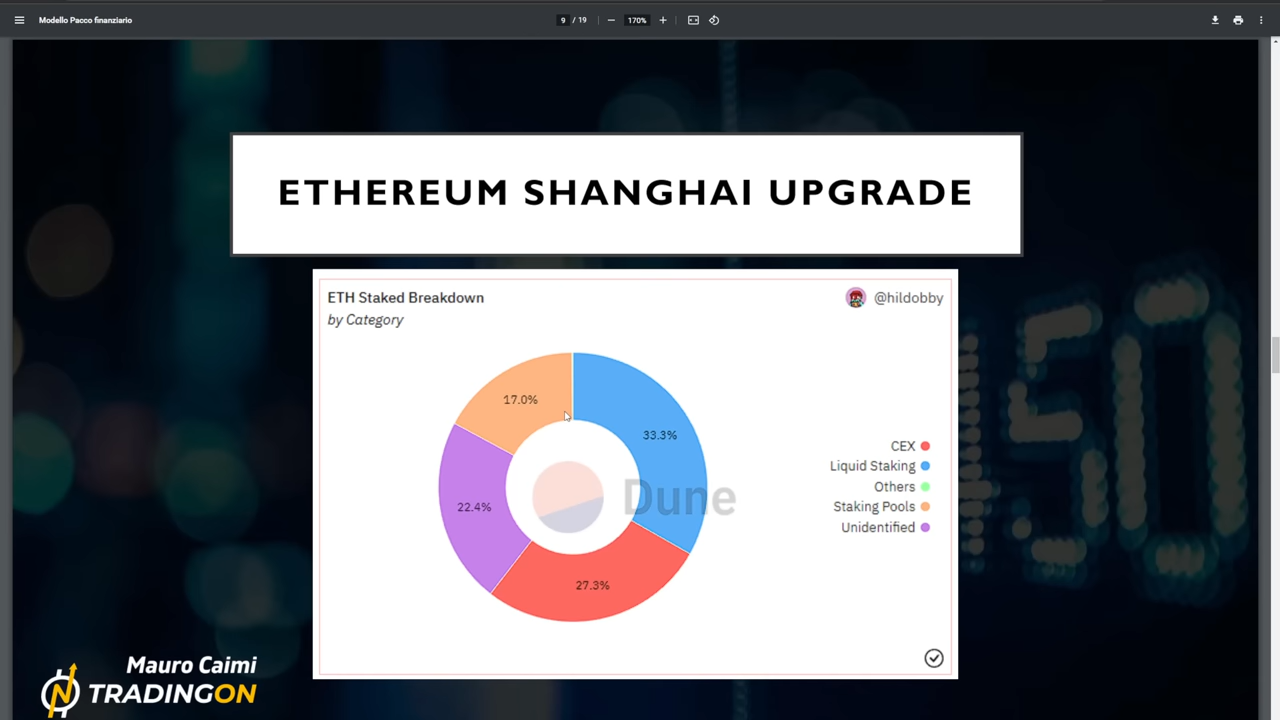 Modello Pacco finanziario
9 / 19
170%
ETHEREUM SHANGHAI UPGRADE
ETH Staked Breakdown
@hildobby
by Category
17.0%
33.3%
22.4%
27.3%
Dune
CEX
Liquid Staking
Others
Staking Pools
Unidentified
Mauro Caimi
TRADINGON
150